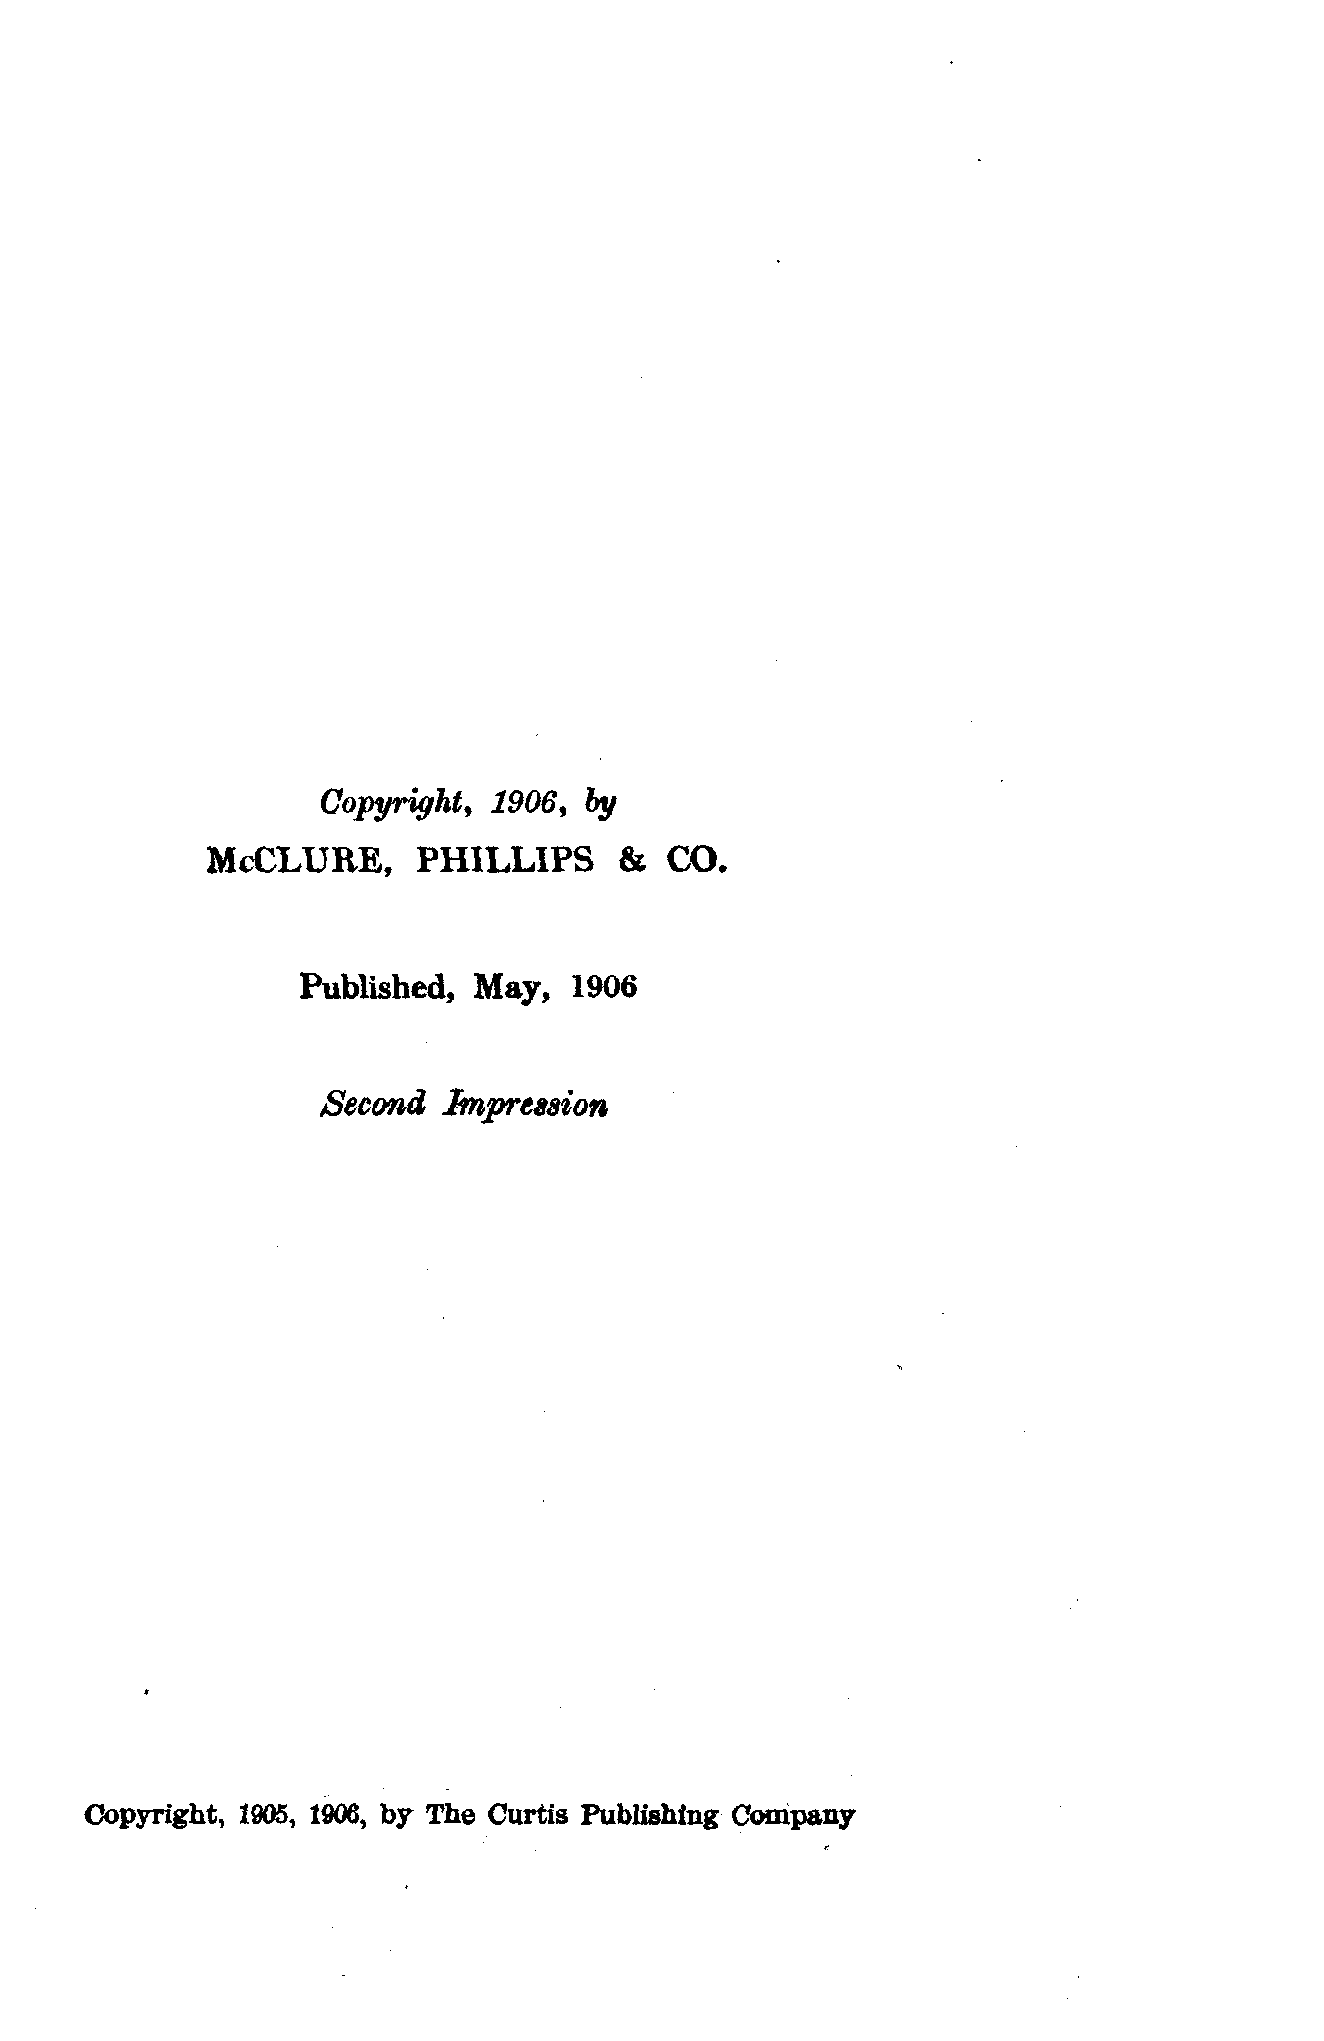 Copyright, 1906, by
McCLURE, PHILLIPS & CO.
Published, May, 1906
Second Impression
Copyright, 1905, 1906, by The Curtis Publishing Company